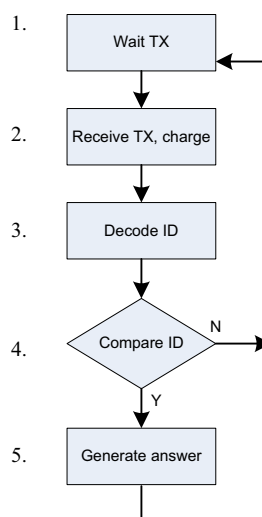 1.
Wait TX
2.
Receive TX, charge
3.
Decode ID
4.
Compare ID
N
Y
5.
Generate answer